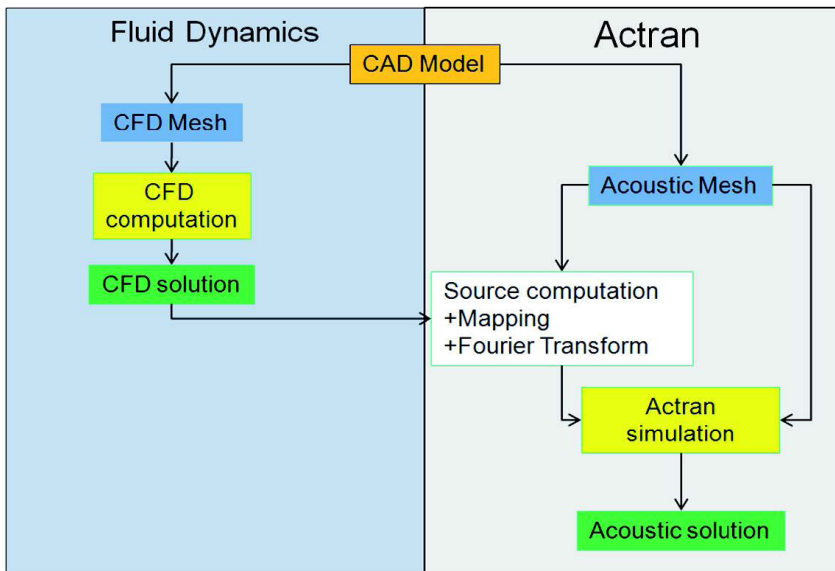 Fluid Dynamics
Actran
CAD Model
CFD Mesh
CFD
computation
CFD solution
Acoustic Mesh
Source computation
+Mapping
+Fourier Transform
Actran
simulation
Acoustic solution